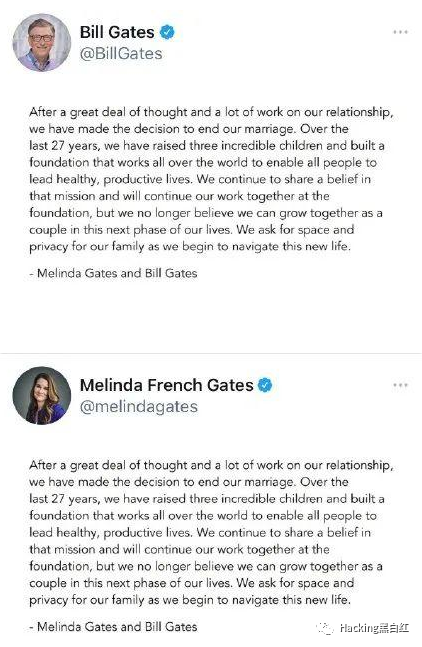 Bill Gates
@BillGates
After a great deal of thought and a lot of work on our relationship,
we have made the decision to end our marriage. Over the
last 27 years, we have raised three incredible children and built a
foundation that works all over the world to enable all people to
lead healthy, productive lives. We continue to share a belief in
that mission and will continue our work together at the
foundation, but we no longer believe we can grow together as a
couple in this next phase of our lives. We ask for space and
privacy for our family as we begin to navigate this new life.
- Melinda Gates and Bill Gates
Melinda French Gates
@melindagates
After a great deal of thought and a lot of work on our relationship,
we have made the decision to end our marriage. Over the
last 27 years, we have raised three incredible children and built a
foundation that works all over the world to enable all people to
lead healthy, productive lives. We continue to share a belief in
that mission and will continue our work together at the
foundation, but we no longer believe we can grow together as a
couple in this next phase of our lives. We ask for space and
privacy for our family as we begin to navigate this new life.
- Melinda Gates and Bill Gates
Hacking黑白红